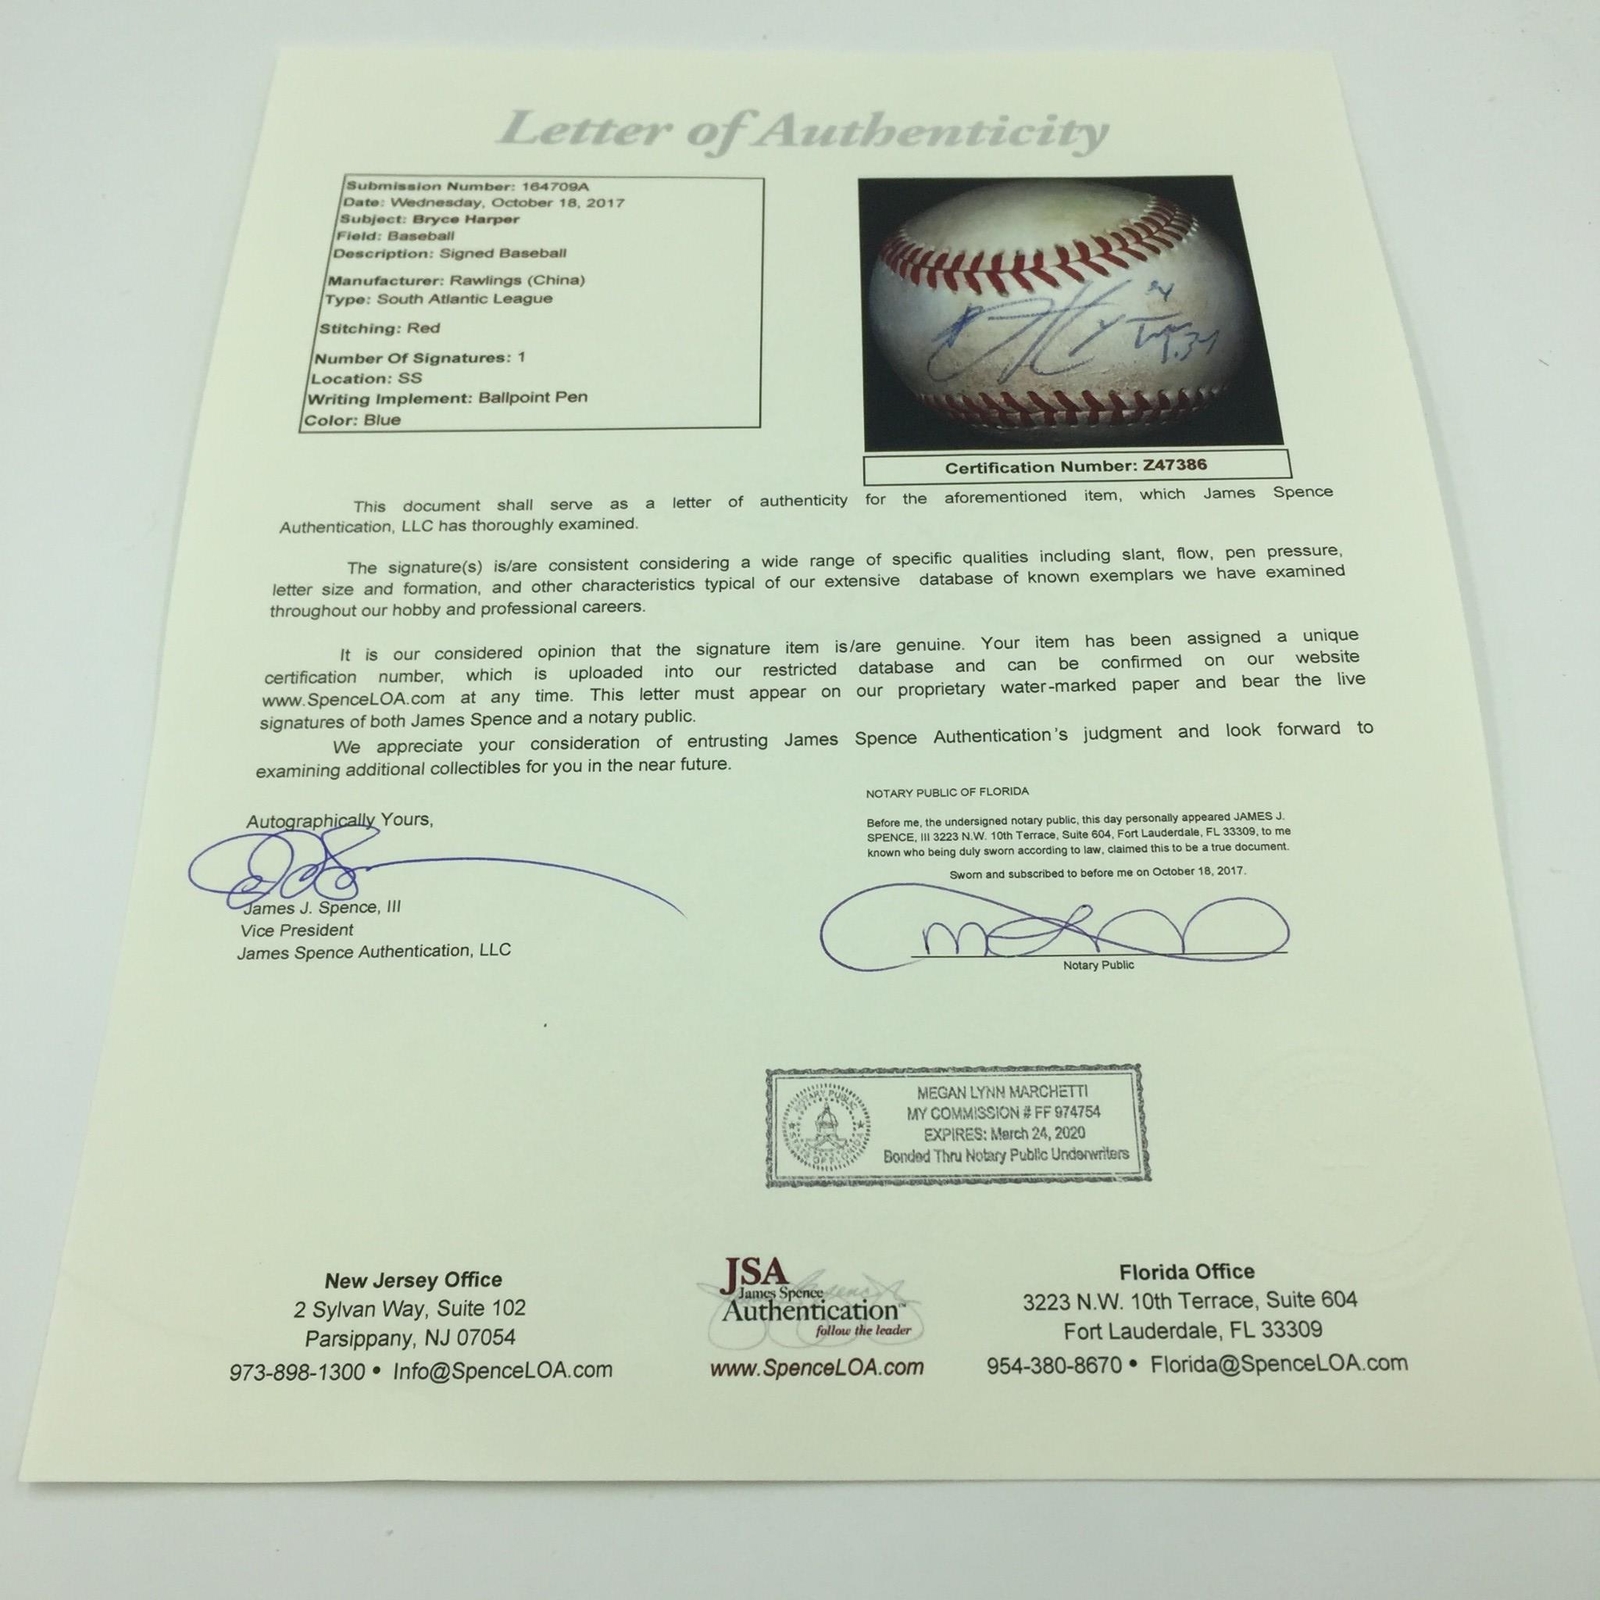 Letter of Authenticity
Submission Number: 164709A
Date: Wednesday, October 18, 2017
Subject: Bryce Harper
Field: Baseball
Description: Signed Baseball
Manufacturer: Rawlings (China)
Type: South Atlantic League
Stitching: Red
Number Of Signatures: 1
Location: SS
Writing Implement: Ballpoint Pen
Color: Blue
Certification Number: Z47386
This document shall serve as a letter of authenticity for the aforementioned item, which James Spence
Authentication, LLC has thoroughly examined.
The signature(s) is/are consistent considering a wide range of specific qualities including slant, flow, pen pressure,
letter size and formation, and other characteristics typical of our extensive database of known exemplars we have examined
throughout our hobby and professional careers.
It is our considered opinion that the signature item is/are genuine. Your item has been assigned a unique
certification number, which is uploaded into our restricted database and can be confirmed on our website
www.SpenceLOA.com at any time. This letter must appear on our proprietary water-marked paper and bear the live
signatures of both James Spence and a notary public.
We appreciate your consideration of entrusting James Spence Authentication's judgment and look forward to
examining additional collectibles for you in the near future.
Autographically Yours,
James J. Spence, III
Vice President
James Spence Authentication, LLC
NOTARY PUBLIC OF FLORIDA
Before me, the undersigned notary public, this day personally appeared JAMES J.
SPENCE, III 3223 N.W. 10th Terrace, Suite 604, Fort Lauderdale, FL 33309, to me
known who being duly sworn according to law, claimed this to be a true document.
Sworn and subscribed to before me on October 18, 2017.
Notary Public
NOTARY PUBLIC
STATE OF FLORIDA
MEGAN LYNN MARCHETTI
MY COMMISSION # FF 974754
EXPIRES: March 24, 2020
Bonded Thru Notary Public Underwriters
New Jersey Office
2 Sylvan Way, Suite 102
Parsippany, NJ 07054
973-898-1300 • Info@SpenceLOA.com
JSA
James Spence
Authentication™
follow the leader
www.SpenceLOA.com
Florida Office
3223 N.W. 10th Terrace, Suite 604
Fort Lauderdale, FL 33309
954-380-8670 • Florida@SpenceLOA.com